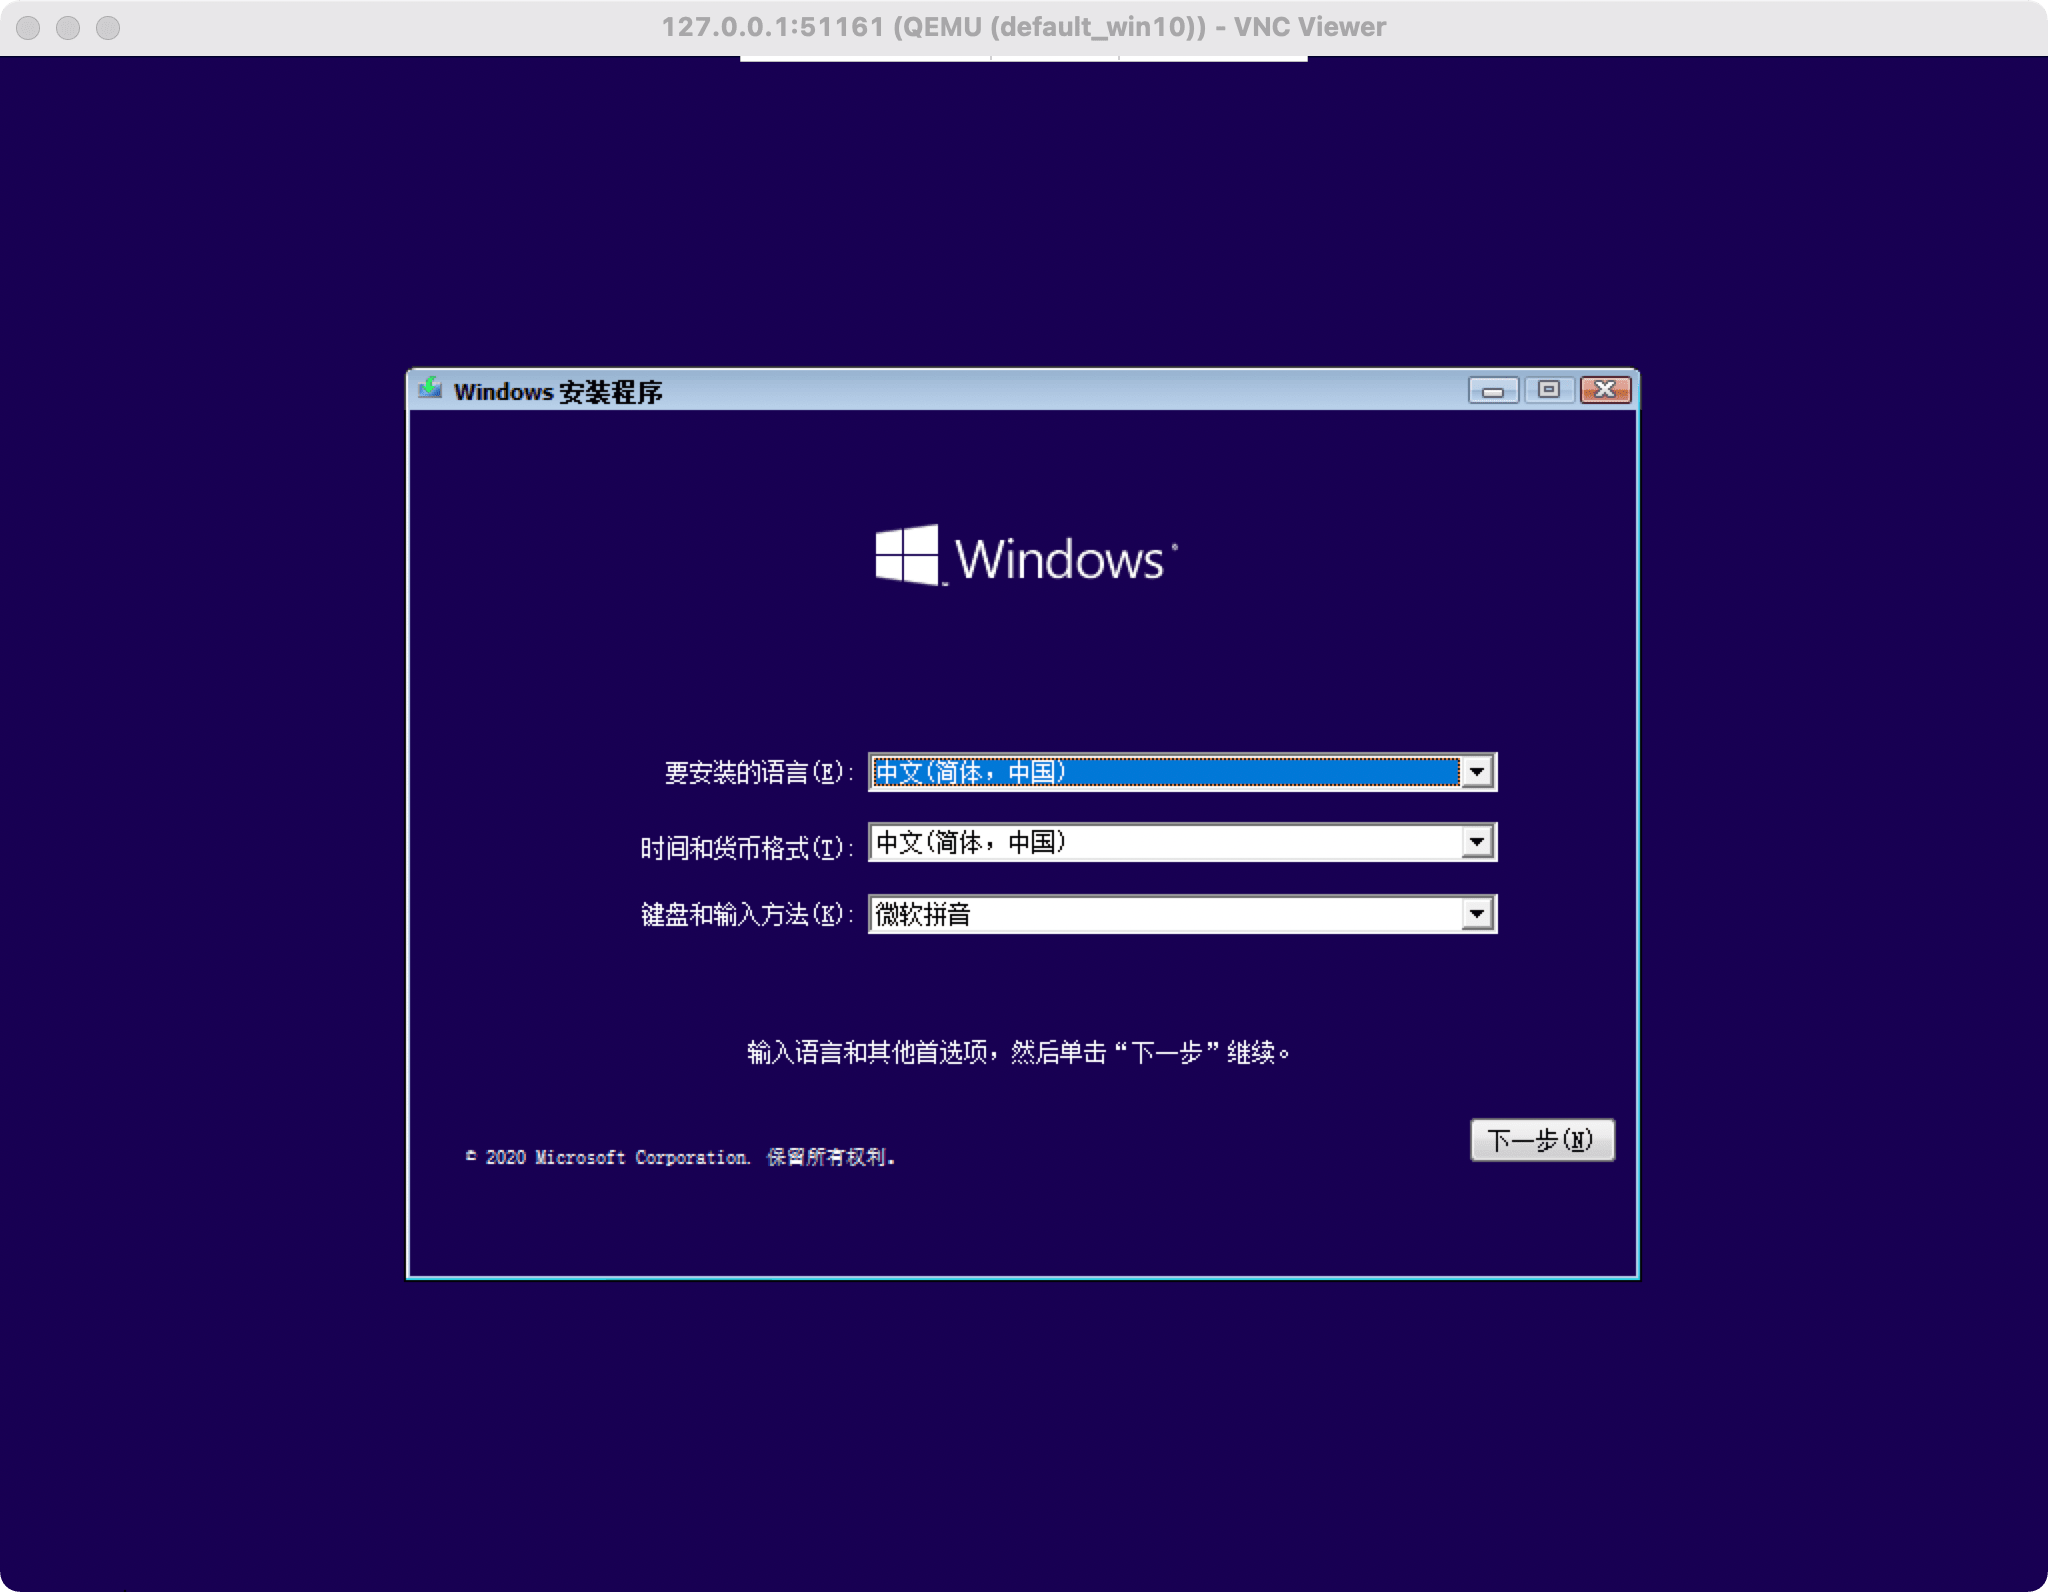 127.0.0.1:51161 (QEMU (default_win10)) - VNC Viewer
Windows 安装程序
Windows
要安装的语言(E): 中文(简体，中国)
时间和货币格式(T): 中文(简体，中国)
键盘和输入方法(K): 微软拼音
输入语言和其他首选项，然后单击“下一步”继续。
下一步(N)
© 2020 Microsoft Corporation. 保留所有权利。